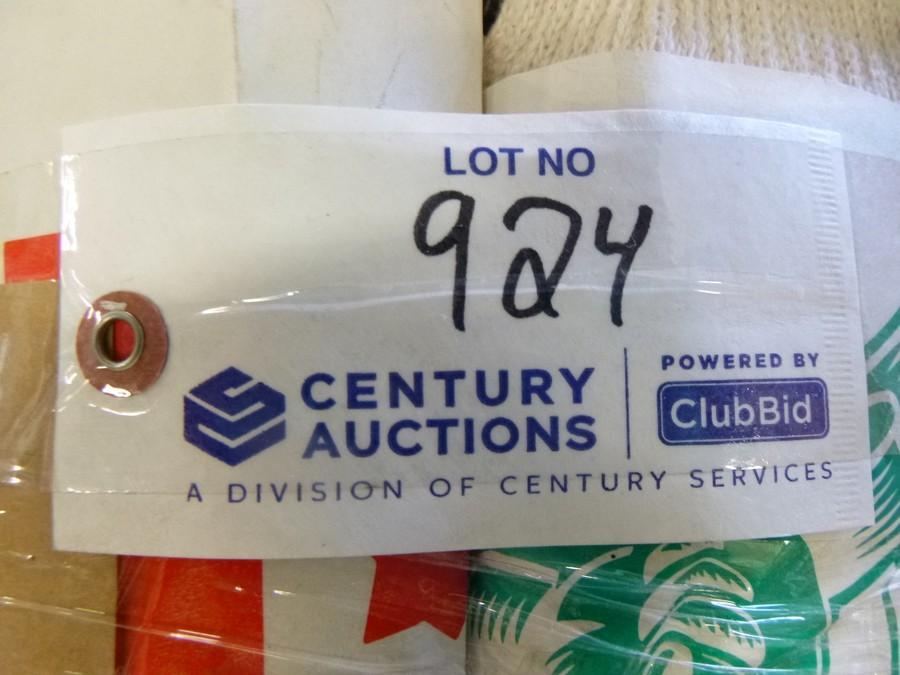 LOT NO
924
CENTURY
AUCTIONS
POWERED BY
ClubBid
A DIVISION OF CENTURY SERVICES